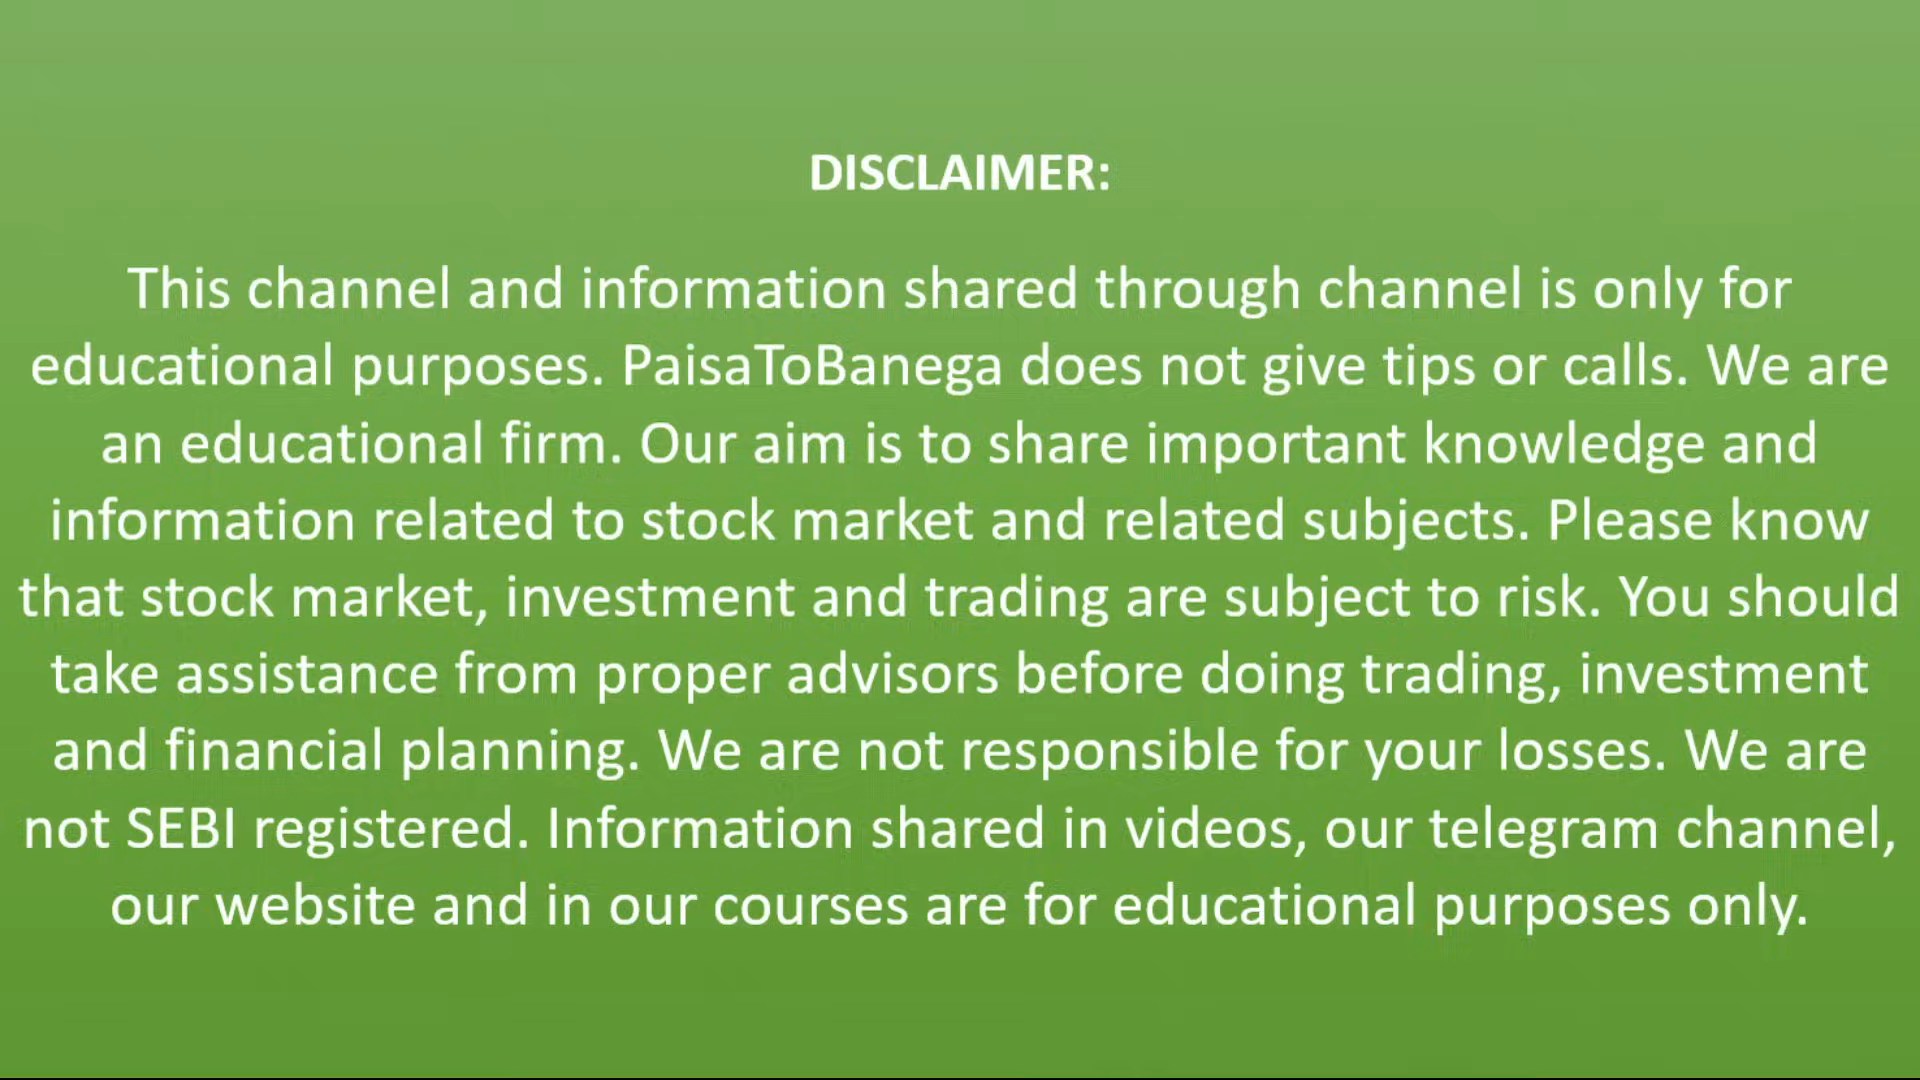 DISCLAIMER:
This channel and information shared through channel is only for
educational purposes. PaisaToBanega does not give tips or calls. We are
an educational firm. Our aim is to share important knowledge and
information related to stock market and related subjects. Please know
that stock market, investment and trading are subject to risk. You should
take assistance from proper advisors before doing trading, investment
and financial planning. We are not responsible for your losses. We are
not SEBI registered. Information shared in videos, our telegram channel,
our website and in our courses are for educational purposes only.